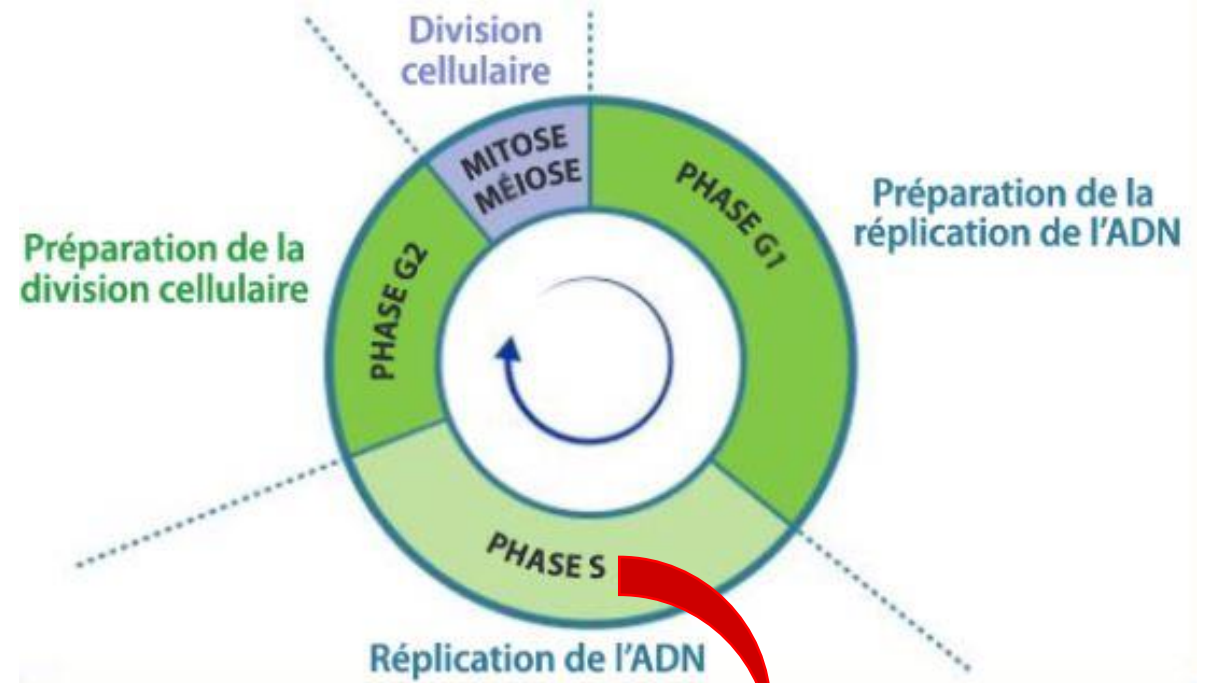 Division
cellulaire
MITOSE
MÉIOSE
PHASE G1
Préparation de la
réplication de l'ADN
Préparation de la
division cellulaire
PHASE G2
PHASE S
Réplication de l'ADN